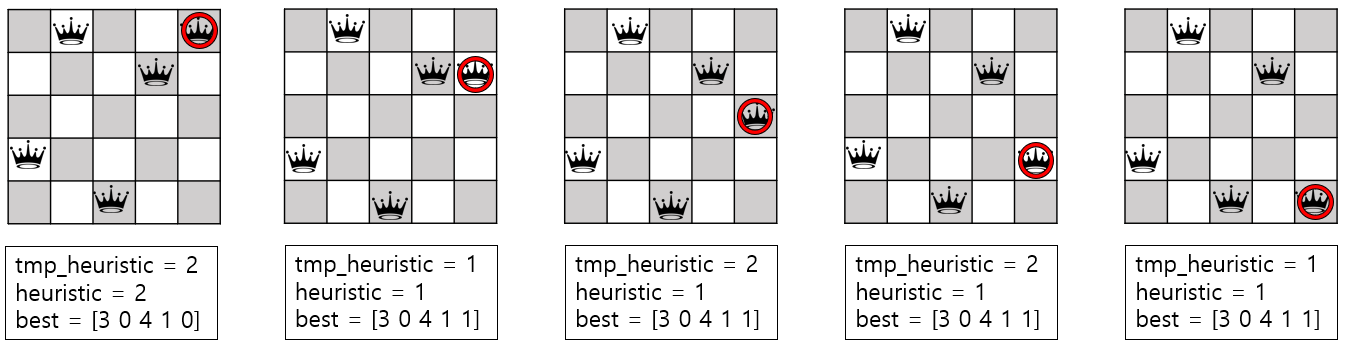 tmp_heuristic = 2
heuristic = 2
best = [3 0 4 1 0]
tmp_heuristic = 1
heuristic = 1
best = [3 0 4 1 1]
tmp_heuristic = 2
heuristic = 1
best = [3 0 4 1 1]
tmp_heuristic = 2
heuristic = 1
best = [3 0 4 1 1]
tmp_heuristic = 1
heuristic = 1
best = [3 0 4 1 1]